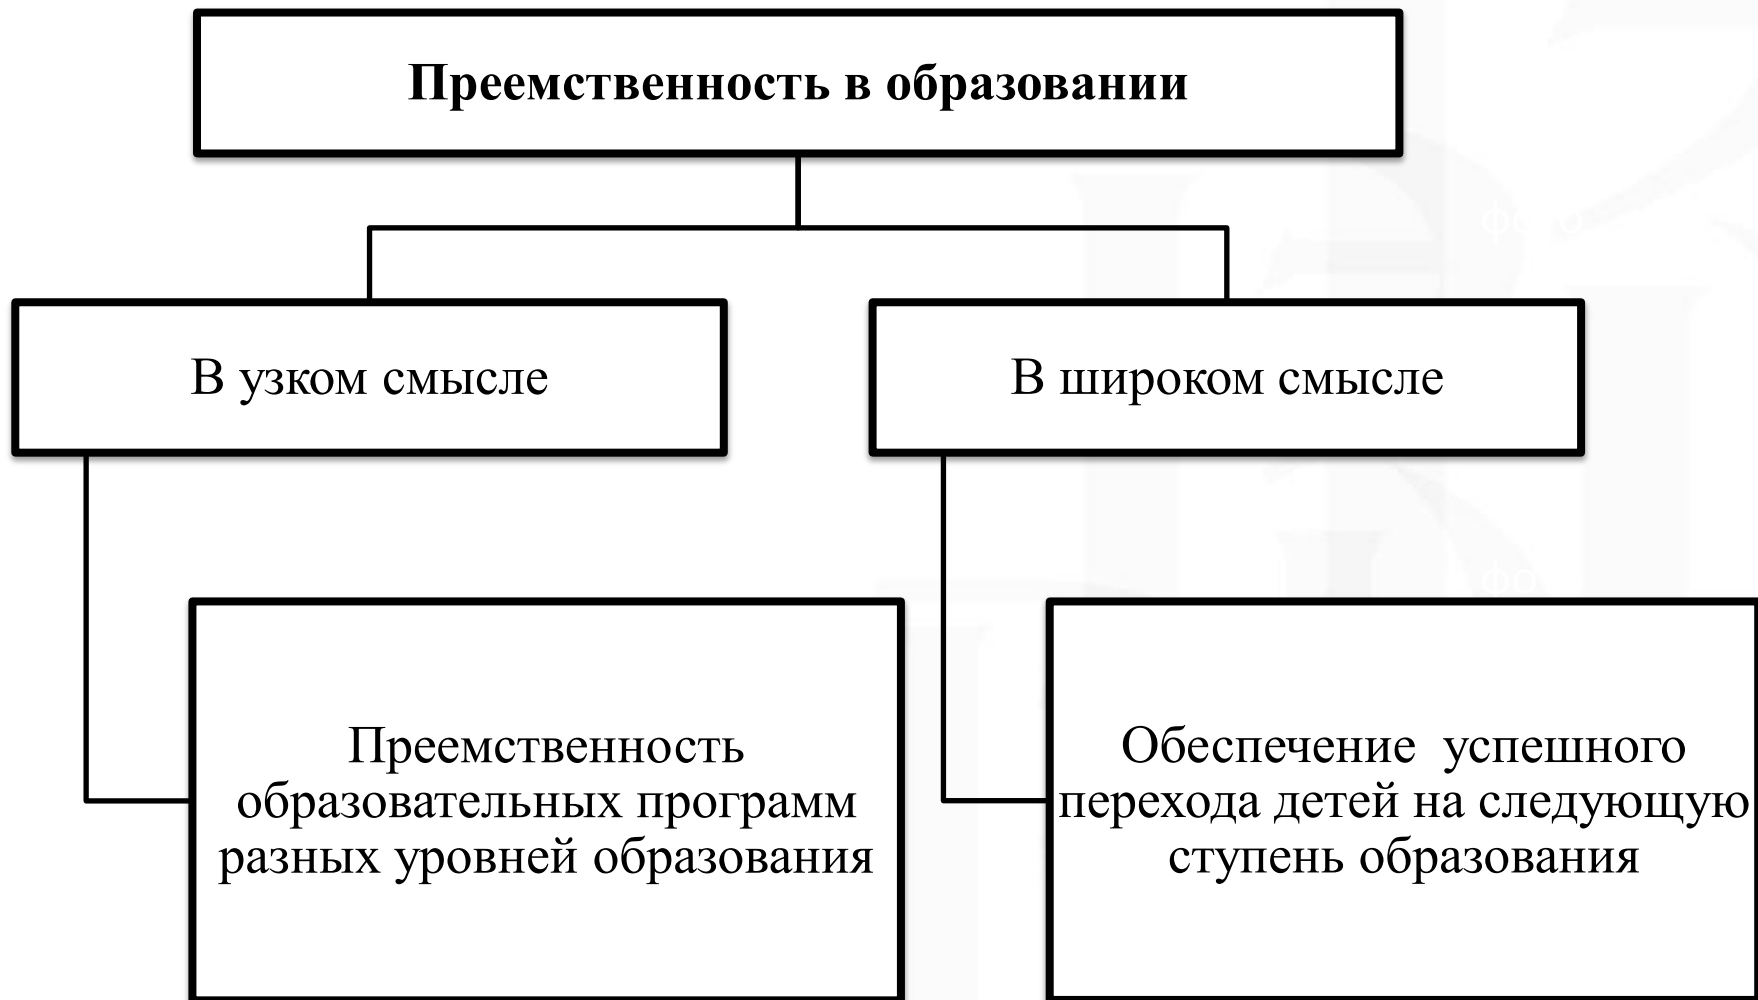 Преемственность в образовании
В узком смысле
В широком смысле
Преемственность
образовательных программ
разных уровней образования
Обеспечение успешного
перехода детей на следующую
ступень образования